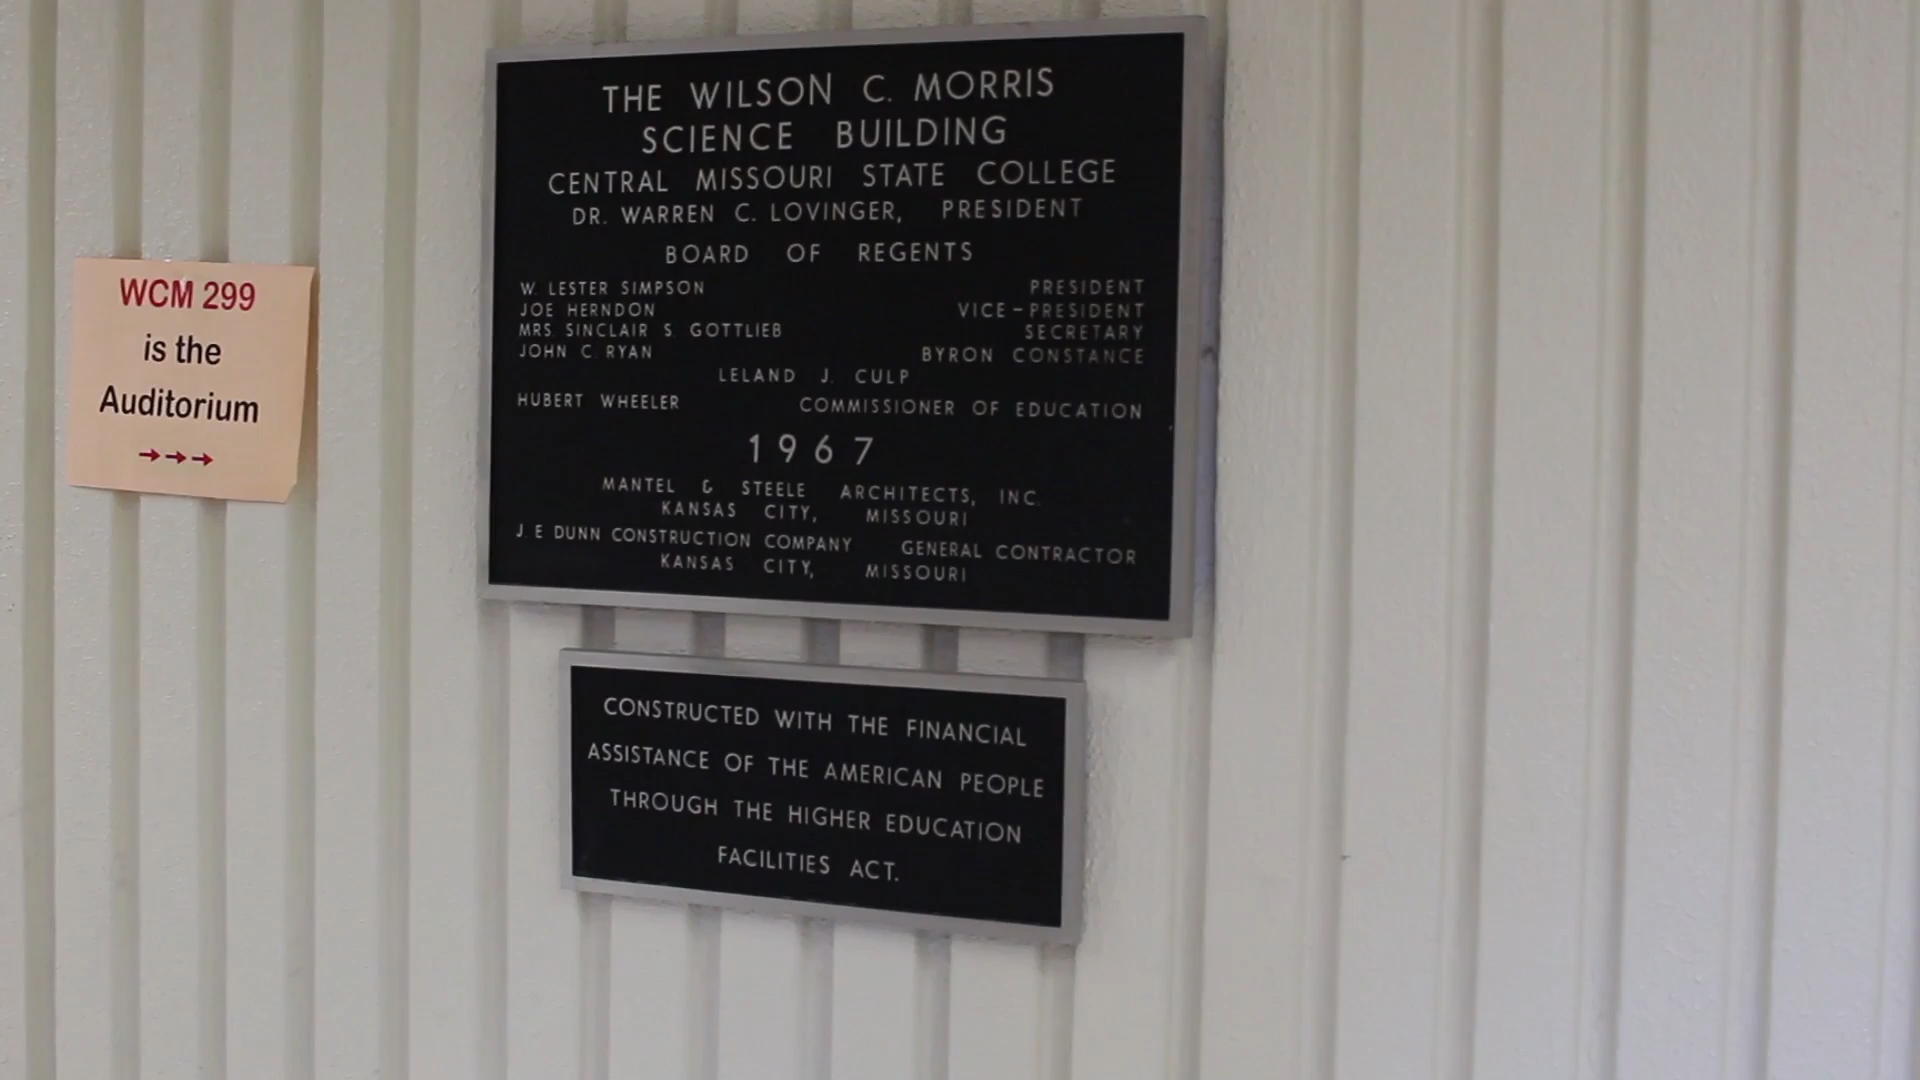 WCM 299
is the
Auditorium
→→→
THE WILSON C. MORRIS
SCIENCE BUILDING
CENTRAL MISSOURI STATE COLLEGE
DR. WARREN C. LOVINGER, PRESIDENT
BOARD OF REGENTS
W. LESTER SIMPSON PRESIDENT
JOE HERNDON VICE-PRESIDENT
MRS. SINCLAIR S. GOTTLIEB SECRETARY
JOHN C. RYAN BYRON CONSTANCE
LELAND J. CULP
HUBERT WHEELER COMMISSIONER OF EDUCATION
1967
MANTEL & STEELE ARCHITECTS, INC.
KANSAS CITY, MISSOURI
J. E DUNN CONSTRUCTION COMPANY GENERAL CONTRACTOR
KANSAS CITY, MISSOURI
CONSTRUCTED WITH THE FINANCIAL
ASSISTANCE OF THE AMERICAN PEOPLE
THROUGH THE HIGHER EDUCATION
FACILITIES ACT.